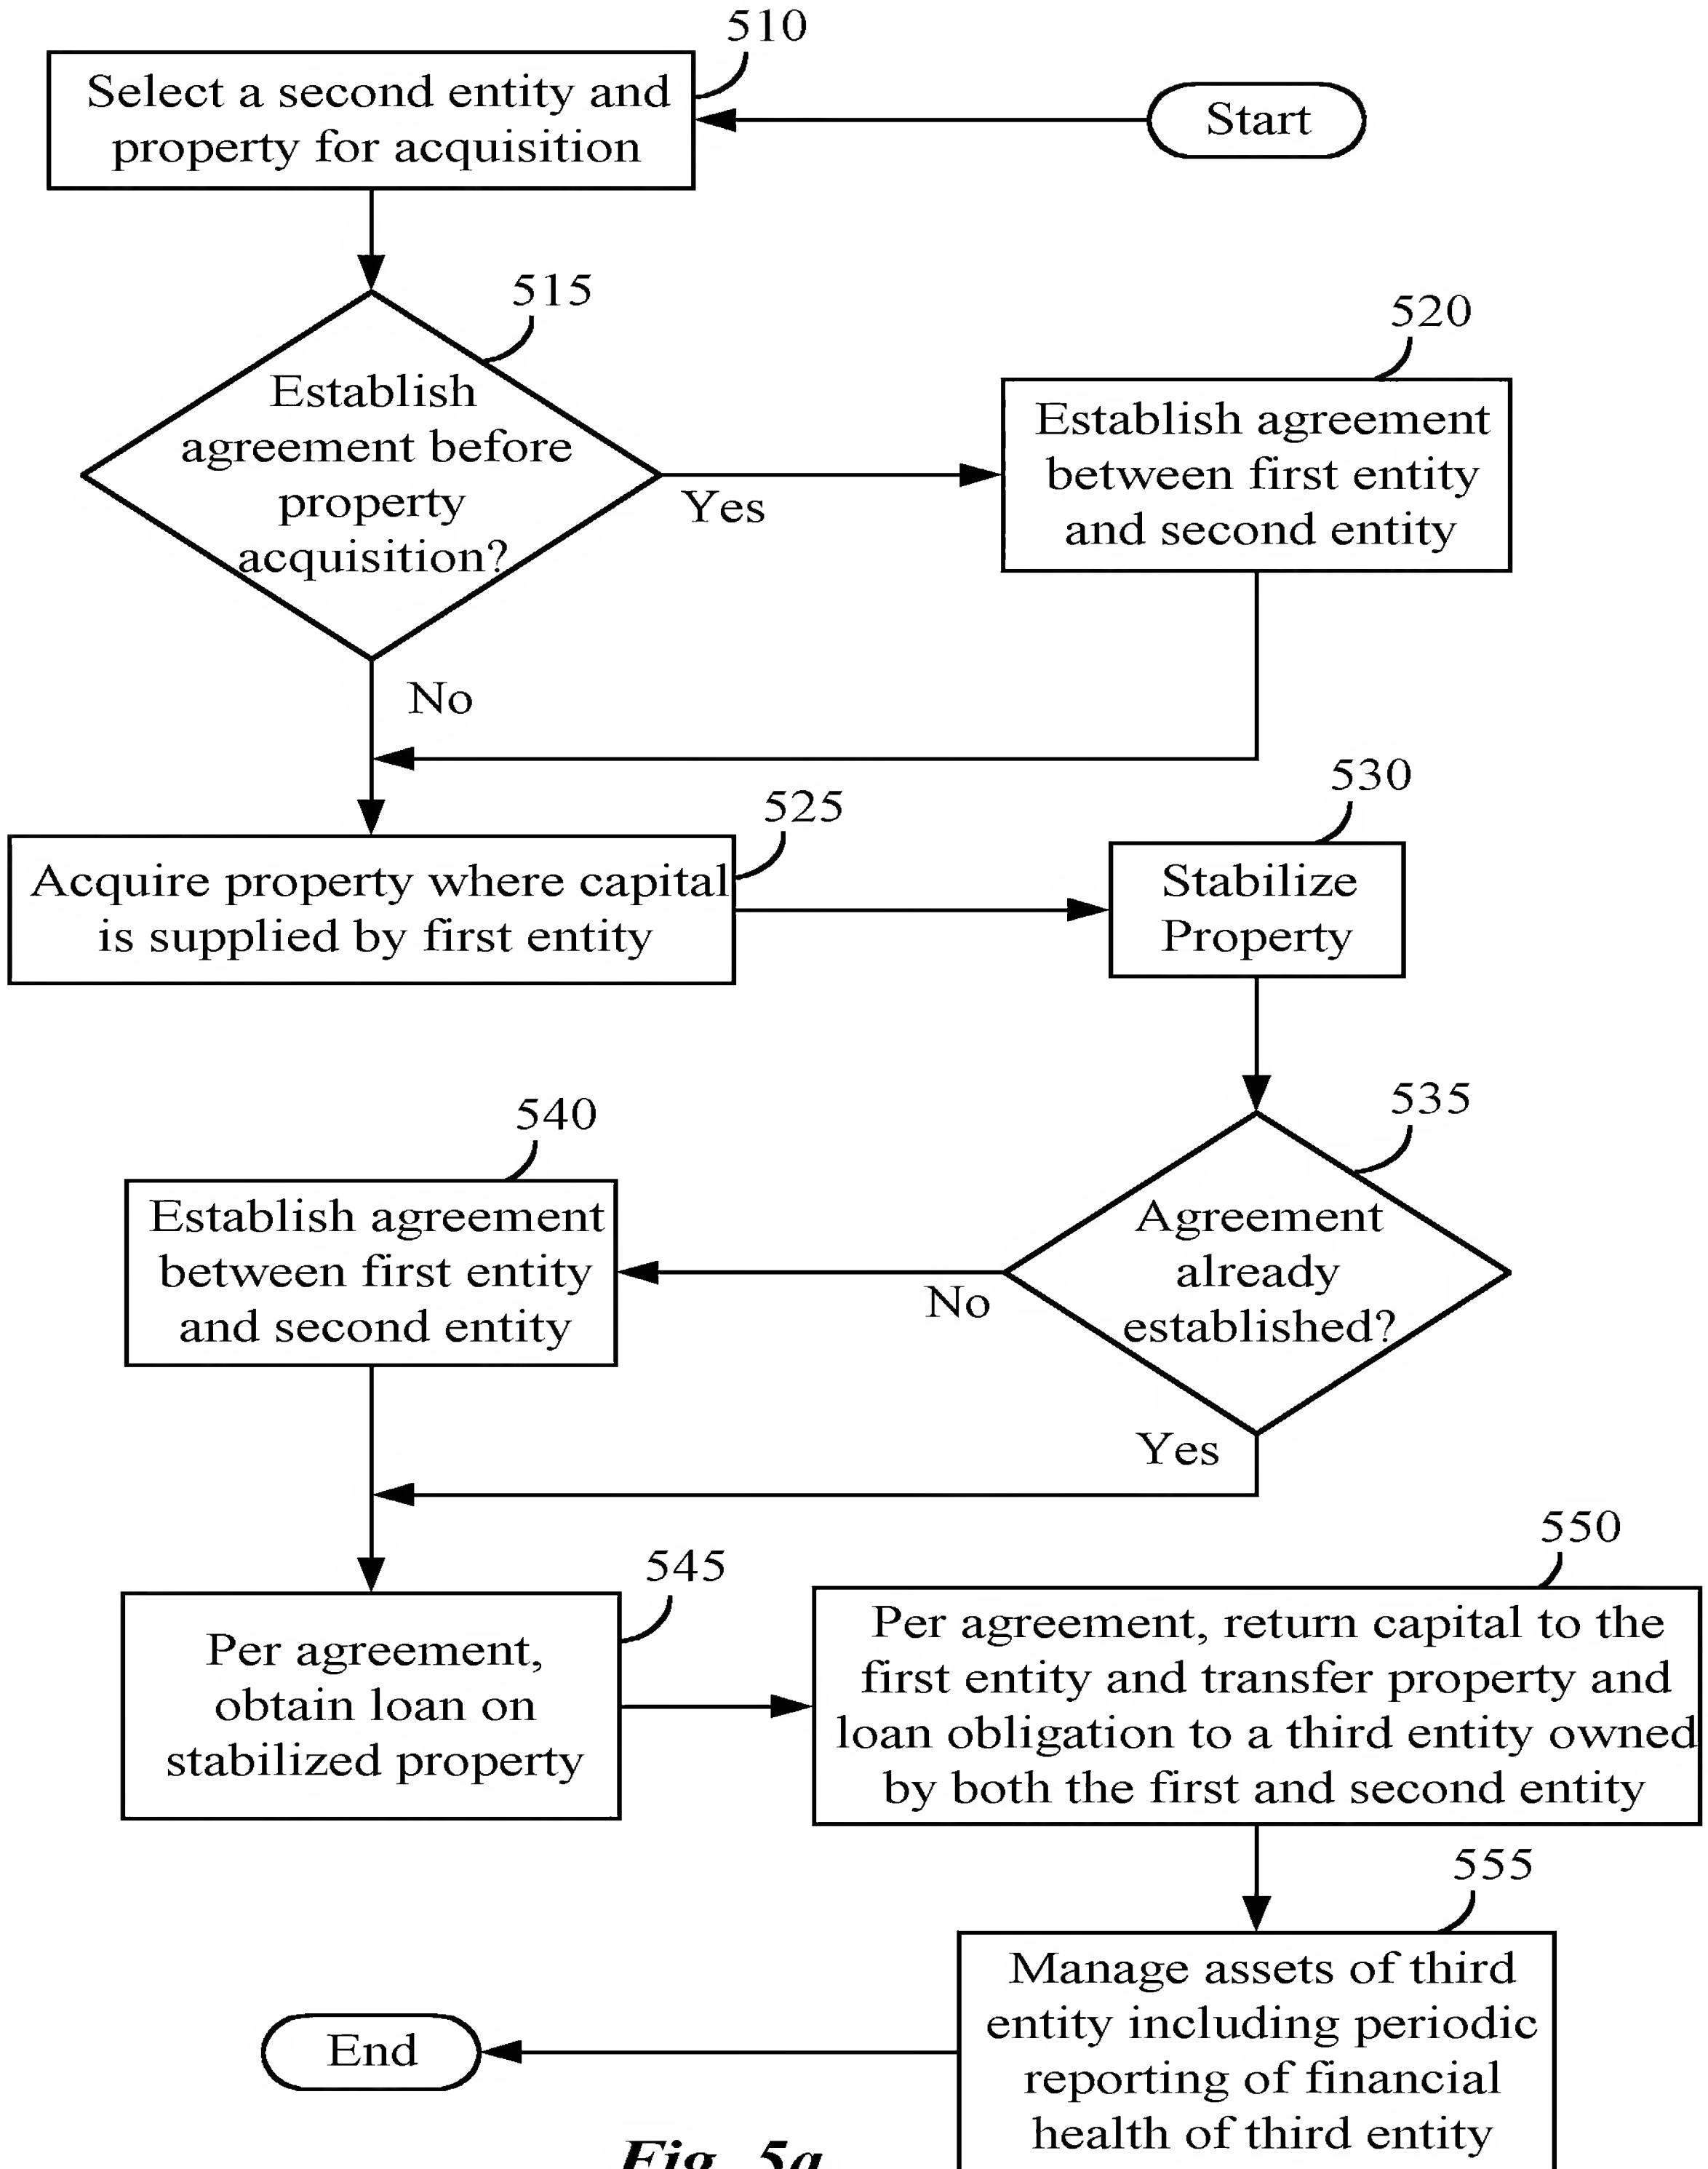 510
Select a second entity and
property for acquisition
Start
515
Establish
agreement before
property
acquisition?
Yes
No
520
Establish agreement
between first entity
and second entity
525
Acquire property where capital
is supplied by first entity
530
Stabilize
Property
535
Agreement
already
established?
No
Yes
540
Establish agreement
between first entity
and second entity
545
Per agreement,
obtain loan on
stabilized property
550
Per agreement, return capital to the
first entity and transfer property and
loan obligation to a third entity owned
by both the first and second entity
555
Manage assets of third
entity including periodic
reporting of financial
health of third entity
End
Fig. 5a